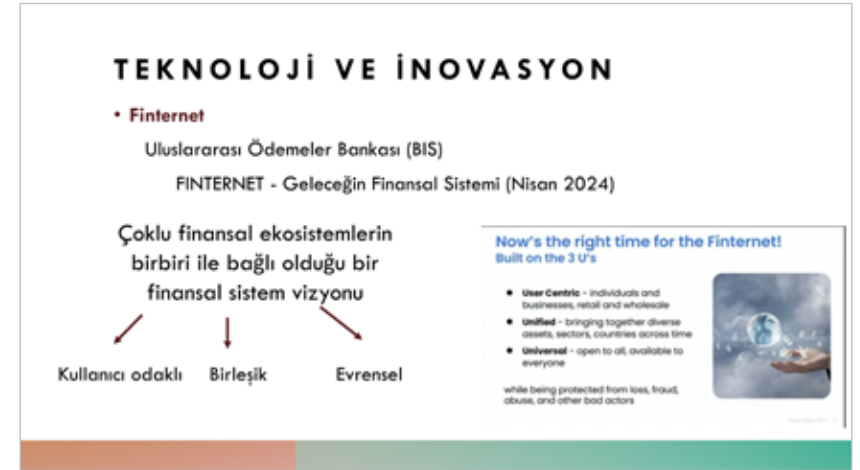 TEKNOLOJİ VE İNOVASYON
• Finternet
Uluslararası Ödemeler Bankası (BIS)
FINTERNET - Geleceğin Finansal Sistemi (Nisan 2024)
Çoklu finansal ekosistemlerin
birbiri ile bağlı olduğu bir
finansal sistem vizyonu
Kullanıcı odaklı
Birleşik
Evrensel
Now's the right time for the Finternet!
Built on the 3 U's
• User Centric - individuals and
businesses, retail and wholesale
• Unified - bringing together diverse
assets, sectors, countries across time
• Universal - open to all, available to
everyone
while being protected from loss, fraud,
abuse, and other bad actors